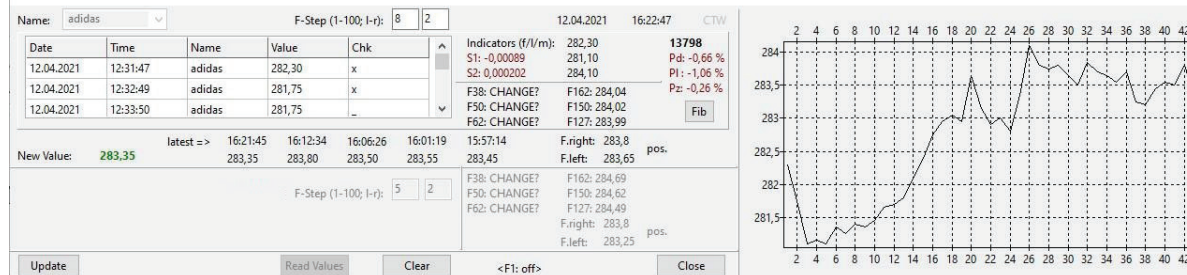 Name: adidas F-Step (1-100; l-r): 8 2 12.04.2021 16:22:47 CTW
Date Time Name Value Chk
12.04.2021 12:31:47 adidas 282,30 x
12.04.2021 12:32:49 adidas 281,75 x
12.04.2021 12:33:50 adidas 281,75 _
Indicators (f/l/m): 282,30 13798
S1: -0,00089 281,10 Pd: -0,66 %
S2: 0,000202 284,10 Pl : -1,06 %
F38: CHANGE? F162: 284,04 Pz: -0,26 %
F50: CHANGE? F150: 284,02 Fib
F62: CHANGE? F127: 283,99
latest => 16:21:45 16:12:34 16:06:26 16:01:19 15:57:14 F.right: 283,8 pos.
New Value: 283,35 283,35 283,80 283,50 283,55 283,45 F.left: 283,65
F-Step (1-100; l-r): 5 2
F38: CHANGE? F162: 284,69
F50: CHANGE? F150: 284,62
F62: CHANGE? F127: 284,49
F.right: 283,8 pos.
F.left: 283,25
Update Read Values Clear <F1: off> Close
2 4 6 8 10 12 14 16 18 20 22 24 26 28 30 32 34 36 38 40 42
284
283,5
283
282,5
282
281,5
2 4 6 8 10 12 14 16 18 20 22 24 26 28 30 32 34 36 38 40 42